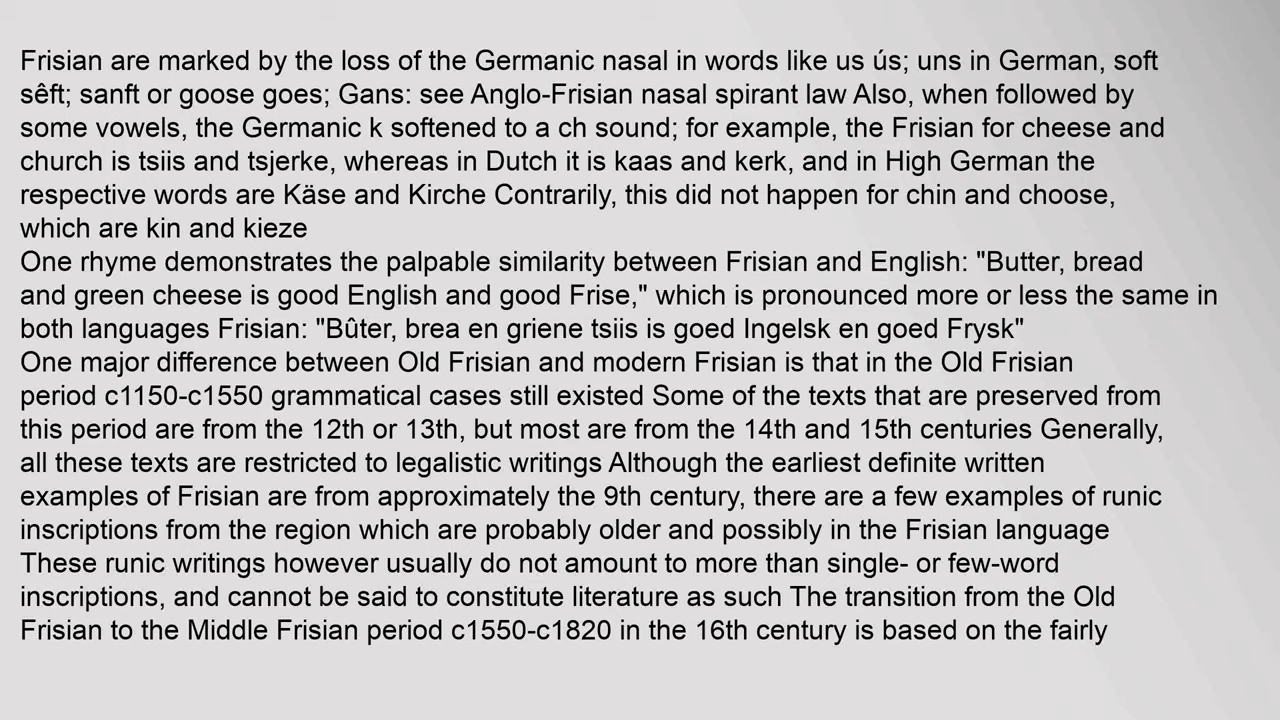 Frisian are marked by the loss of the Germanic nasal in words like us ús; uns in German, soft
sêft; sanft or goose goes; Gans: see Anglo-Frisian nasal spirant law Also, when followed by
some vowels, the Germanic k softened to a ch sound; for example, the Frisian for cheese and
church is tsiis and tsjerke, whereas in Dutch it is kaas and kerk, and in High German the
respective words are Käse and Kirche Contrarily, this did not happen for chin and choose,
which are kin and kieze
One rhyme demonstrates the palpable similarity between Frisian and English: "Butter, bread
and green cheese is good English and good Frise," which is pronounced more or less the same in
both languages Frisian: "Bûter, brea en griene tsiis is goed Ingelsk en goed Frysk"
One major difference between Old Frisian and modern Frisian is that in the Old Frisian
period c1150-c1550 grammatical cases still existed Some of the texts that are preserved from
this period are from the 12th or 13th, but most are from the 14th and 15th centuries Generally,
all these texts are restricted to legalistic writings Although the earliest definite written
examples of Frisian are from approximately the 9th century, there are a few examples of runic
inscriptions from the region which are probably older and possibly in the Frisian language
These runic writings however usually do not amount to more than single- or few-word
inscriptions, and cannot be said to constitute literature as such The transition from the Old
Frisian to the Middle Frisian period c1550-c1820 in the 16th century is based on the fairly